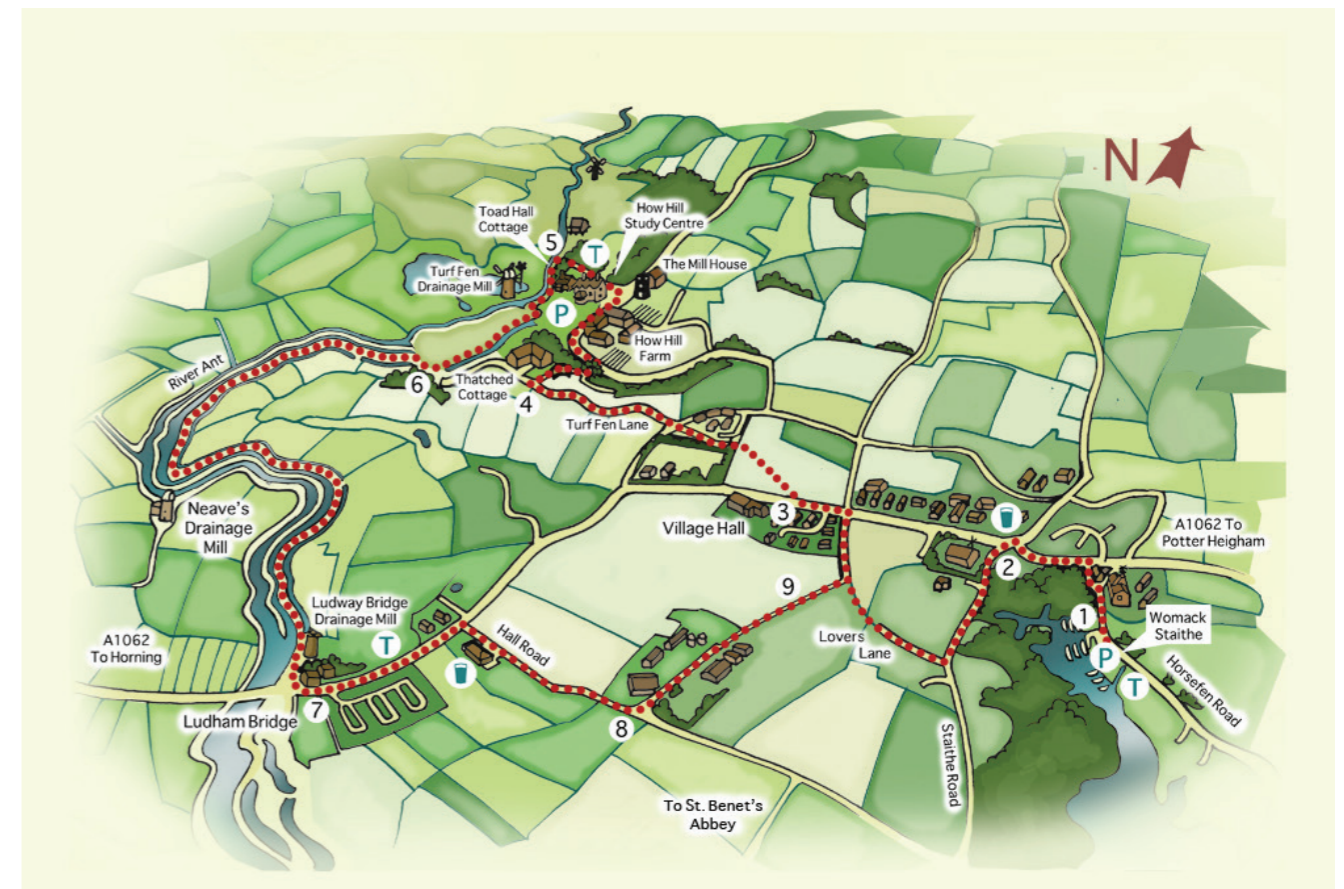 N
Toad Hall
Cottage
5
T
How Hill
Study Centre
The Mill House
Turf Fen
Drainage Mill
P
How Hill
Farm
River Ant
6
Thatched
Cottage
4
Turf Fen Lane
Neave's
Drainage
Mill
Village Hall
3
A1062 To
Potter Heigham
2
9
1
Womack
Staithe
P
T
Horsefen Road
Lovers
Lane
Ludway Bridge
Drainage Mill
T
Hall Road
A1062
To Horning
7
Ludham Bridge
8
Staithe Road
To St. Benet's
Abbey